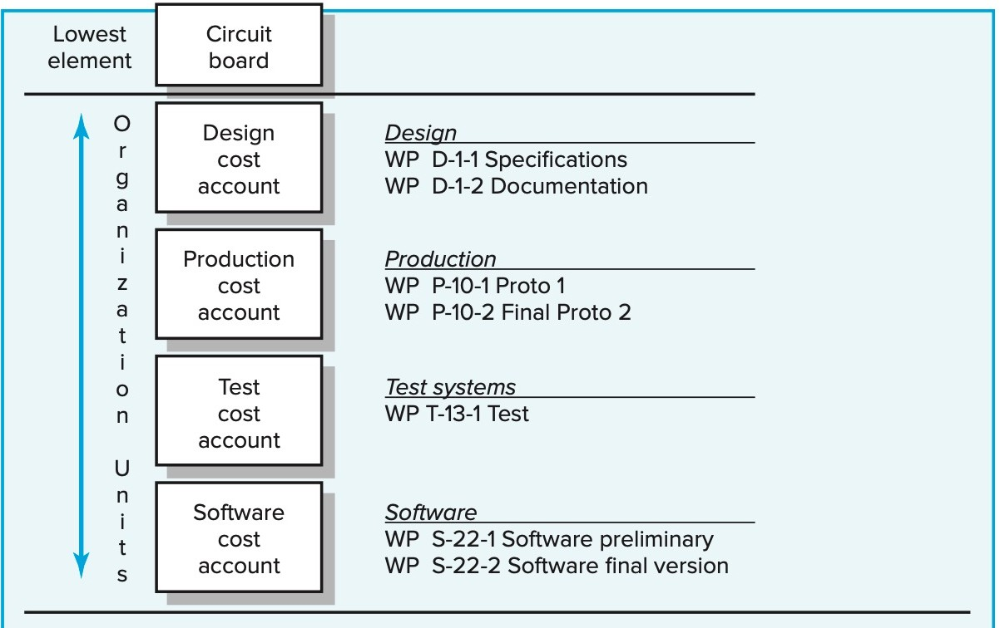 Lowest
element
Circuit
board
Organization Units
Design
cost
account
Design
WP D-1-1 Specifications
WP D-1-2 Documentation
Production
cost
account
Production
WP P-10-1 Proto 1
WP P-10-2 Final Proto 2
Test
cost
account
Test systems
WP T-13-1 Test
Software
cost
account
Software
WP S-22-1 Software preliminary
WP S-22-2 Software final version